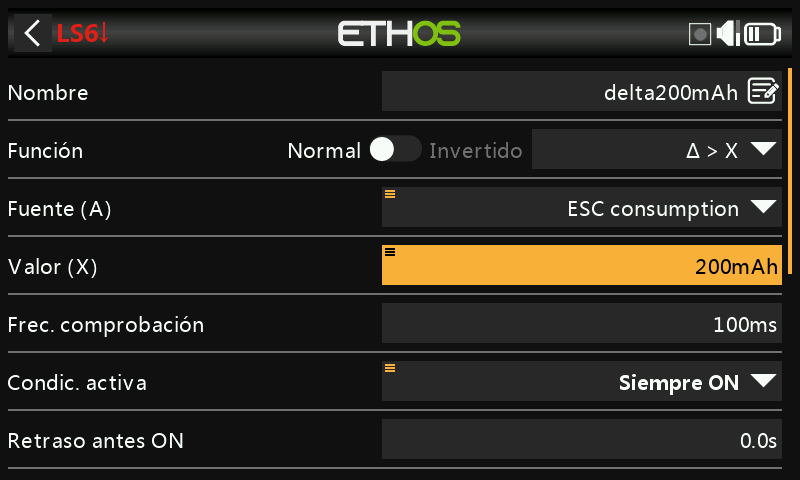 LS6↓ ETHOS
Nombre delta200mAh
Función Normal Invertido Δ > X
Fuente (A) ESC consumption
Valor (X) 200mAh
Frec. comprobación 100ms
Condic. activa Siempre ON
Retraso antes ON 0.0s